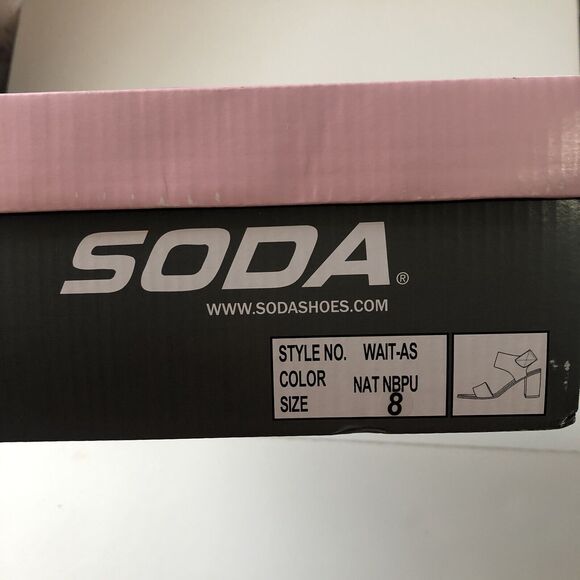 SODA®
WWW.SODASHOES.COM
STYLE NO. WAIT-AS
COLOR NAT NBPU
SIZE 8